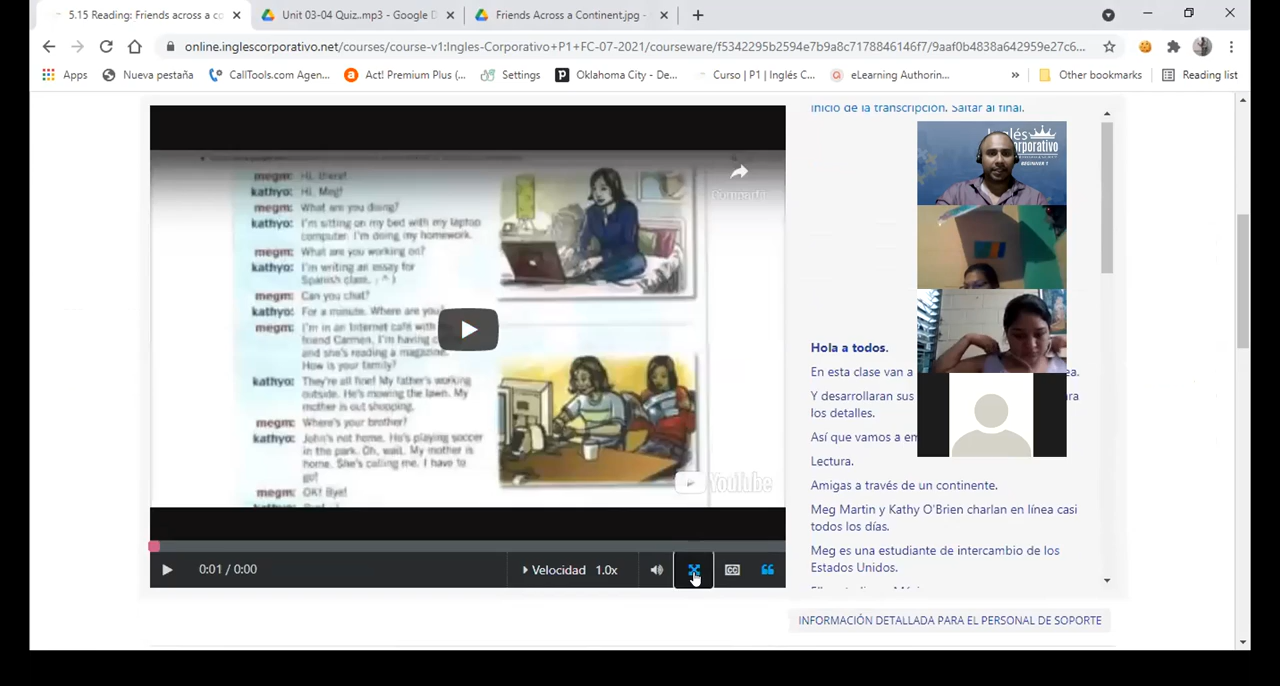 5.15 Reading: Friends across a co
Unit 03-04 Quiz..mp3 - Google D
Friends Across a Continent.jpg -
online.inglescorporativo.net/courses/course-v1:Ingles-Corporativo+P1+FC-07-2021/courseware/f5342295b2594e7b9a8c7178846146f7/9aaf0b4838a642959e27c6...
Apps
Nueva pestaña
CallTools.com Agen...
Act! Premium Plus (...
Settings
Oklahoma City - De...
Curso | P1 | Inglés C...
eLearning Authorin...
»
Other bookmarks
Reading list
megm: Hi, there!
kathyo: Hi, Meg!
megm: What are you doing?
kathyo: I'm sitting on my bed with my laptop
computer. I'm doing my homework.
megm: What are you working on?
kathyo: I'm writing an essay for
Spanish class. : ^ )
megm: Can you chat?
kathyo: For a minute. Where are you?
megm: I'm in an Internet café with
friend Carmen. I'm having
and she's reading a magazine.
How is your family?
kathyo: They're all fine! My father's working
outside. He's mowing the lawn. My
mother is out shopping.
megm: Where's your brother?
kathyo: John's not home. He's playing soccer
in the park. Oh, wait. My mother is
home. She's calling me. I have to
go!
megm: OK! Bye!
Compartir
YouTube
0:01 / 0:00
Velocidad 1.0x
CC
Inicio de la transcripción. Saltar al final.
Inglés
Corporativo
BEGINNER 1
Hola a todos.
En esta clase van a
Y desarrollaran sus
los detalles.
Así que vamos a em
Lectura.
Amigas a través de un continente.
Meg Martin y Kathy O'Brien charlan en línea casi
todos los días.
Meg es una estudiante de intercambio de los
Estados Unidos.
INFORMACIÓN DETALLADA PARA EL PERSONAL DE SOPORTE